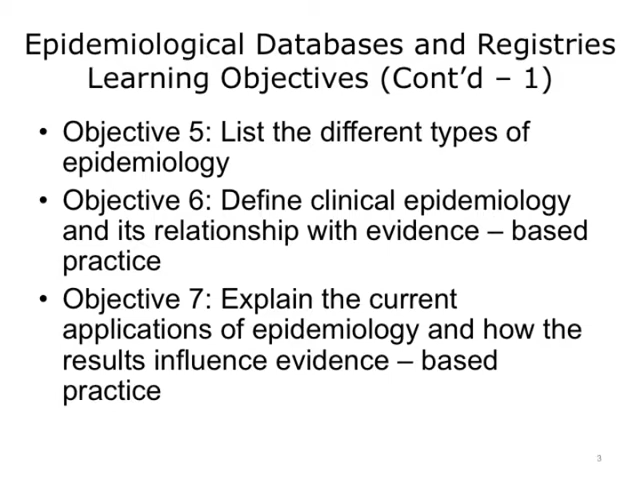 Epidemiological Databases and Registries
Learning Objectives (Cont’d – 1)
• Objective 5: List the different types of
epidemiology
• Objective 6: Define clinical epidemiology
and its relationship with evidence – based
practice
• Objective 7: Explain the current
applications of epidemiology and how the
results influence evidence – based
practice
3